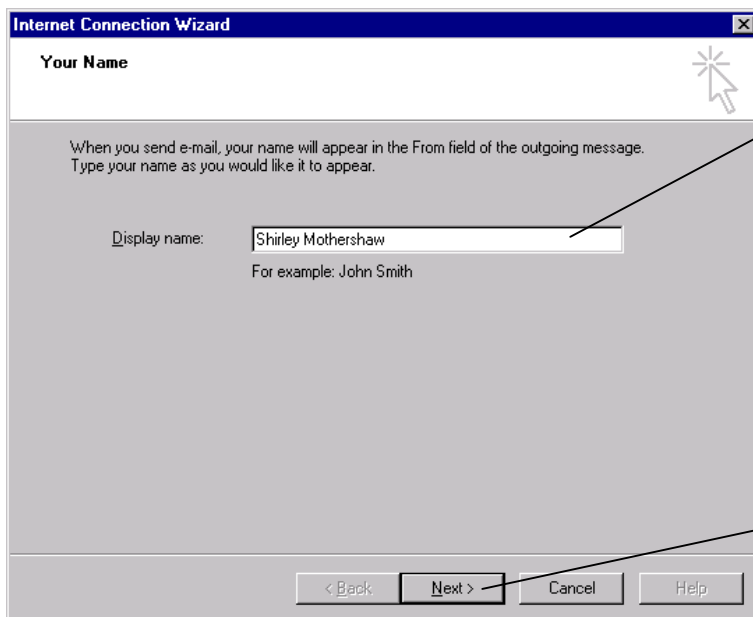 Internet Connection Wizard
Your Name
When you send e-mail, your name will appear in the From field of the outgoing message.
Type your name as you would like it to appear.
Display name: Shirley Mothershaw
For example: John Smith
< Back Next > Cancel Help